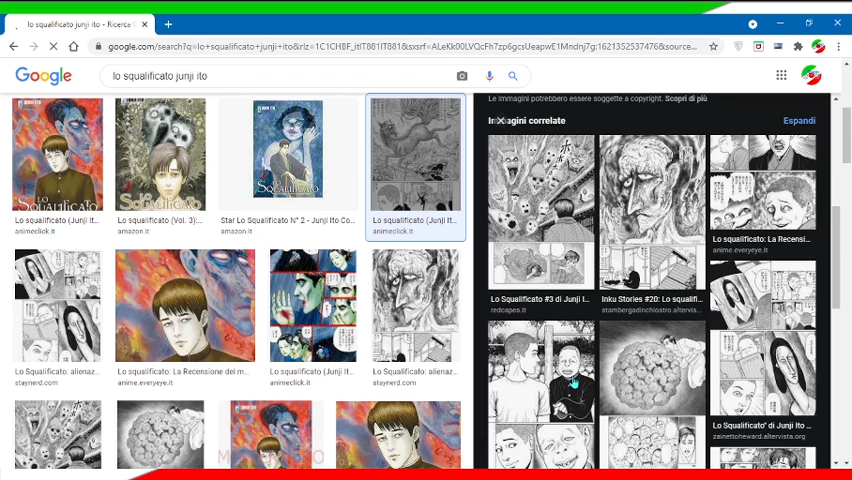 lo squalificato junji ito - Ricerca
google.com/search?q=lo+squalificato+junji+ito&rlz=1C1CHBF_itIT881IT881&sxsrf=ALeKk00LVQcFh7zp6gcsUeapwE1Mndnj7g:1621352537476&source...
Google
lo squalificato junji ito
Le immagini potrebbero essere soggette a copyright. Scopri di più
Immagini correlate
Espandi
LO SQUALIFICATO
SQUALIFICATO
Lo squalificato (Junji It...
animeclick.it
Lo squalificato (Vol. 3):...
amazon.it
Star Lo Squalificato N° 2 - Junji Ito Co...
amazon.it
Lo squalificato (Junji Ito...
animeclick.it
Lo squalificato: La Recensi...
anime.everyeye.it
Lo Squalificato #3 di Junji I...
redcapes.it
Inku Stories #20: Lo squalifi...
stambergadinchiostro.altervis...
Lo Squalificato: alienaz...
staynerd.com
Lo squalificato: La Recensione del m...
anime.everyeye.it
Lo squalificato (Junji It...
animeclick.it
Lo Squalificato: alienaz...
staynerd.com
Lo Squalificato" di Junji Ito ...
zainettoheward.altervista.org